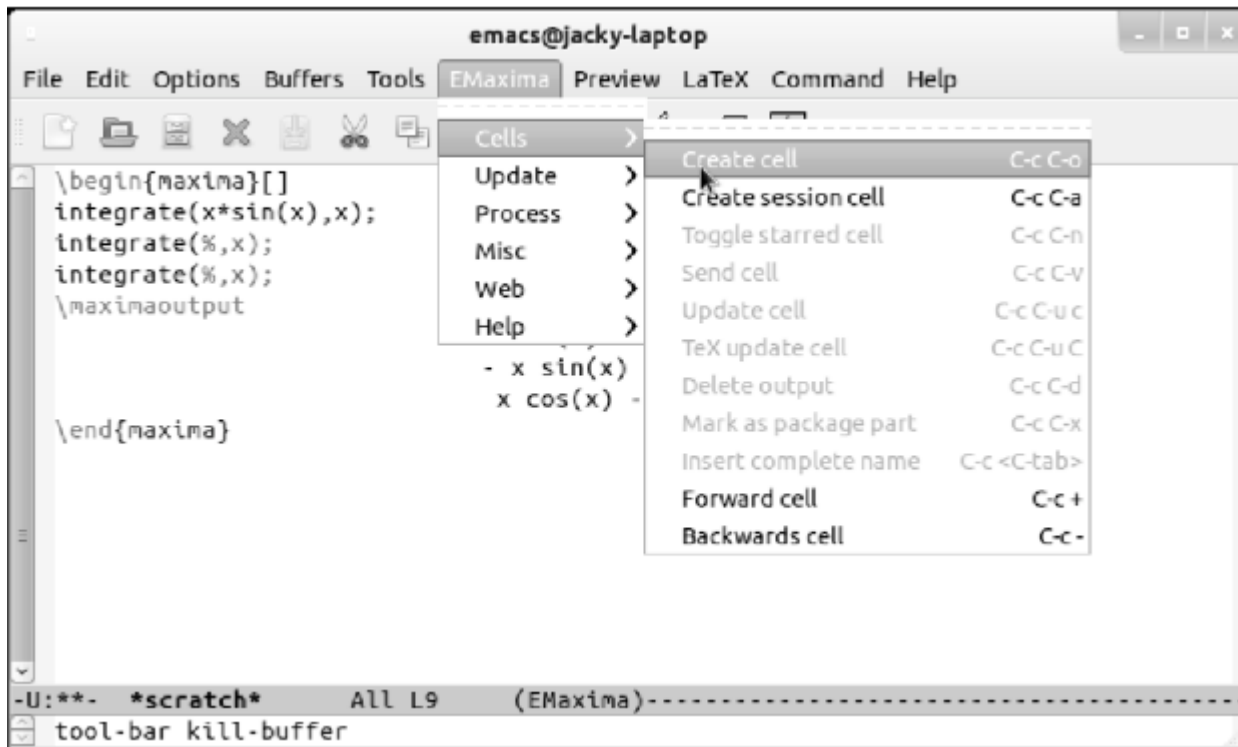 emacs@jacky-laptop
File Edit Options Buffers Tools EMaxima Preview LaTeX Command Help
\begin{maxima}[]
integrate(x*sin(x),x);
integrate(%,x);
integrate(%,x);
\maximaoutput
- x sin(x)
x cos(x) -
\end{maxima}
Cells
Update
Process
Misc
Web
Help
Create cell C-c C-o
Create session cell C-c C-a
Toggle starred cell C-c C-n
Send cell C-c C-v
Update cell C-c C-u c
TeX update cell C-c C-u C
Delete output C-c C-d
Mark as package part C-c C-x
Insert complete name C-c <C-tab>
Forward cell C-c +
Backwards cell C-c -
-U:**- *scratch* All L9 (EMaxima)-----------------------------------------
tool-bar kill-buffer